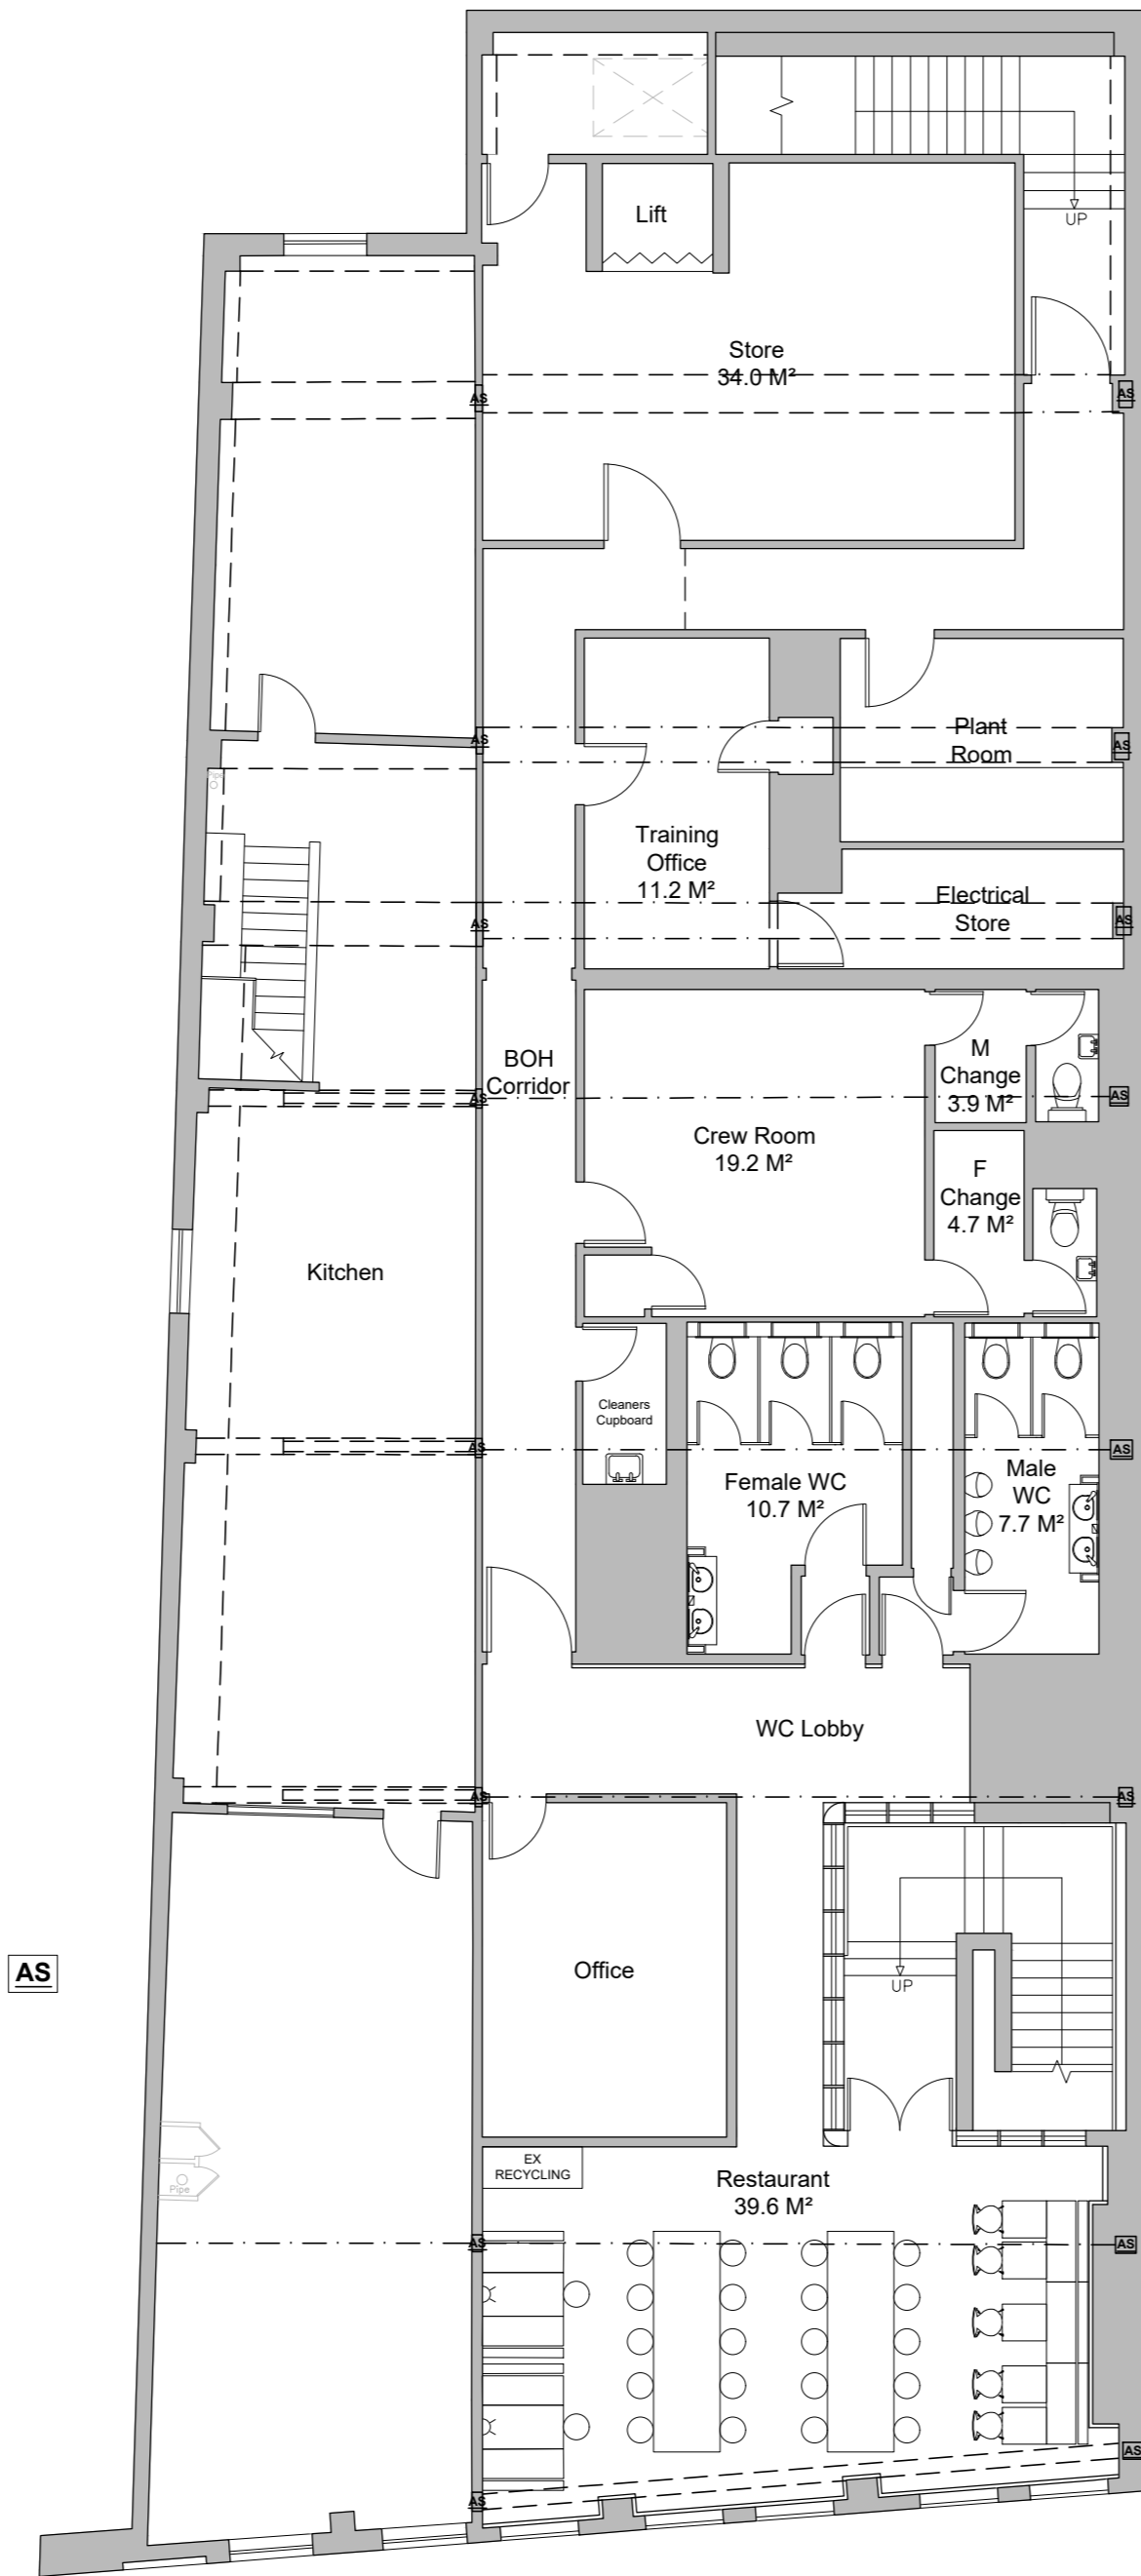 Lift
UP
Store
34.0 M²
AS
AS
Plant
Room
AS
AS
Pipe
Training
Office
11.2 M²
Electrical
Store
AS
AS
BOH
Corridor
M
Change
3.9 M²
AS
AS
Crew Room
19.2 M²
F
Change
4.7 M²
Kitchen
Cleaners
Cupboard
AS
AS
Female WC
10.7 M²
Male
WC
7.7 M²
WC Lobby
AS
AS
AS
Office
UP
EX
RECYCLING
Pipe
Restaurant
39.6 M²
AS
AS
AS
AS